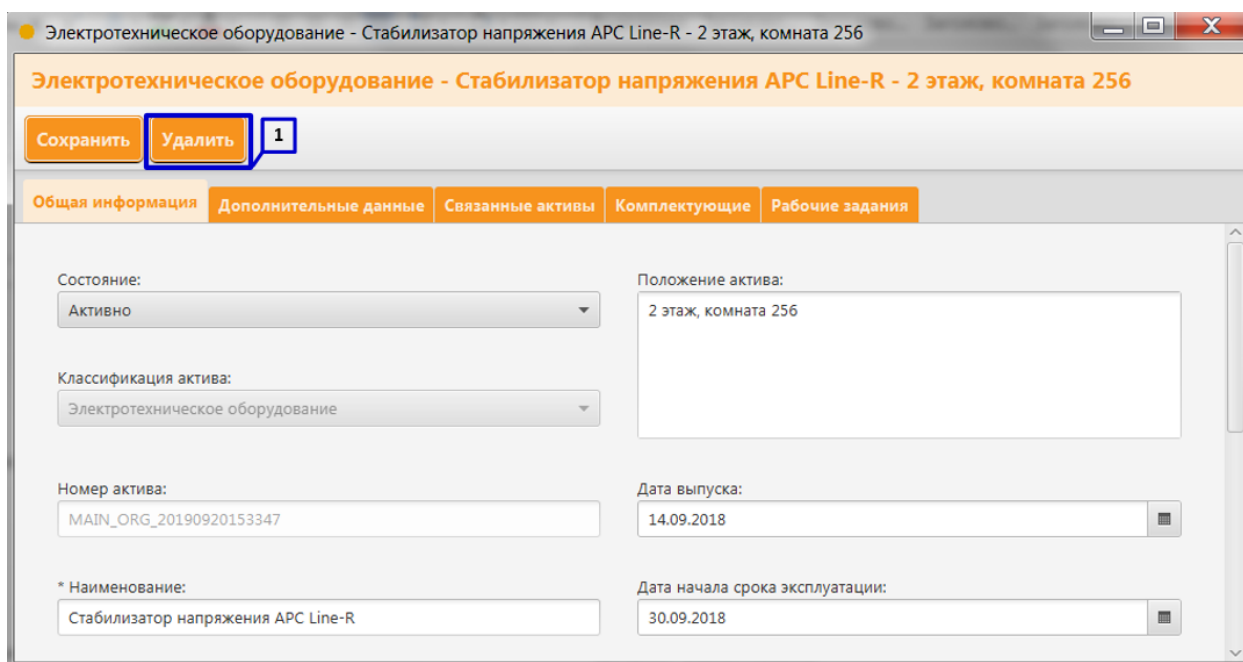 Электротехническое оборудование - Стабилизатор напряжения APC Line-R - 2 этаж, комната 256
Электротехническое оборудование - Стабилизатор напряжения APC Line-R - 2 этаж, комната 256
Сохранить Удалить 1
Общая информация Дополнительные данные Связанные активы Комплектующие Рабочие задания
Состояние:
Активно
Положение актива:
2 этаж, комната 256
Классификация актива:
Электротехническое оборудование
Номер актива:
MAIN_ORG_20190920153347
Дата выпуска:
14.09.2018
* Наименование:
Стабилизатор напряжения APC Line-R
Дата начала срока эксплуатации:
30.09.2018